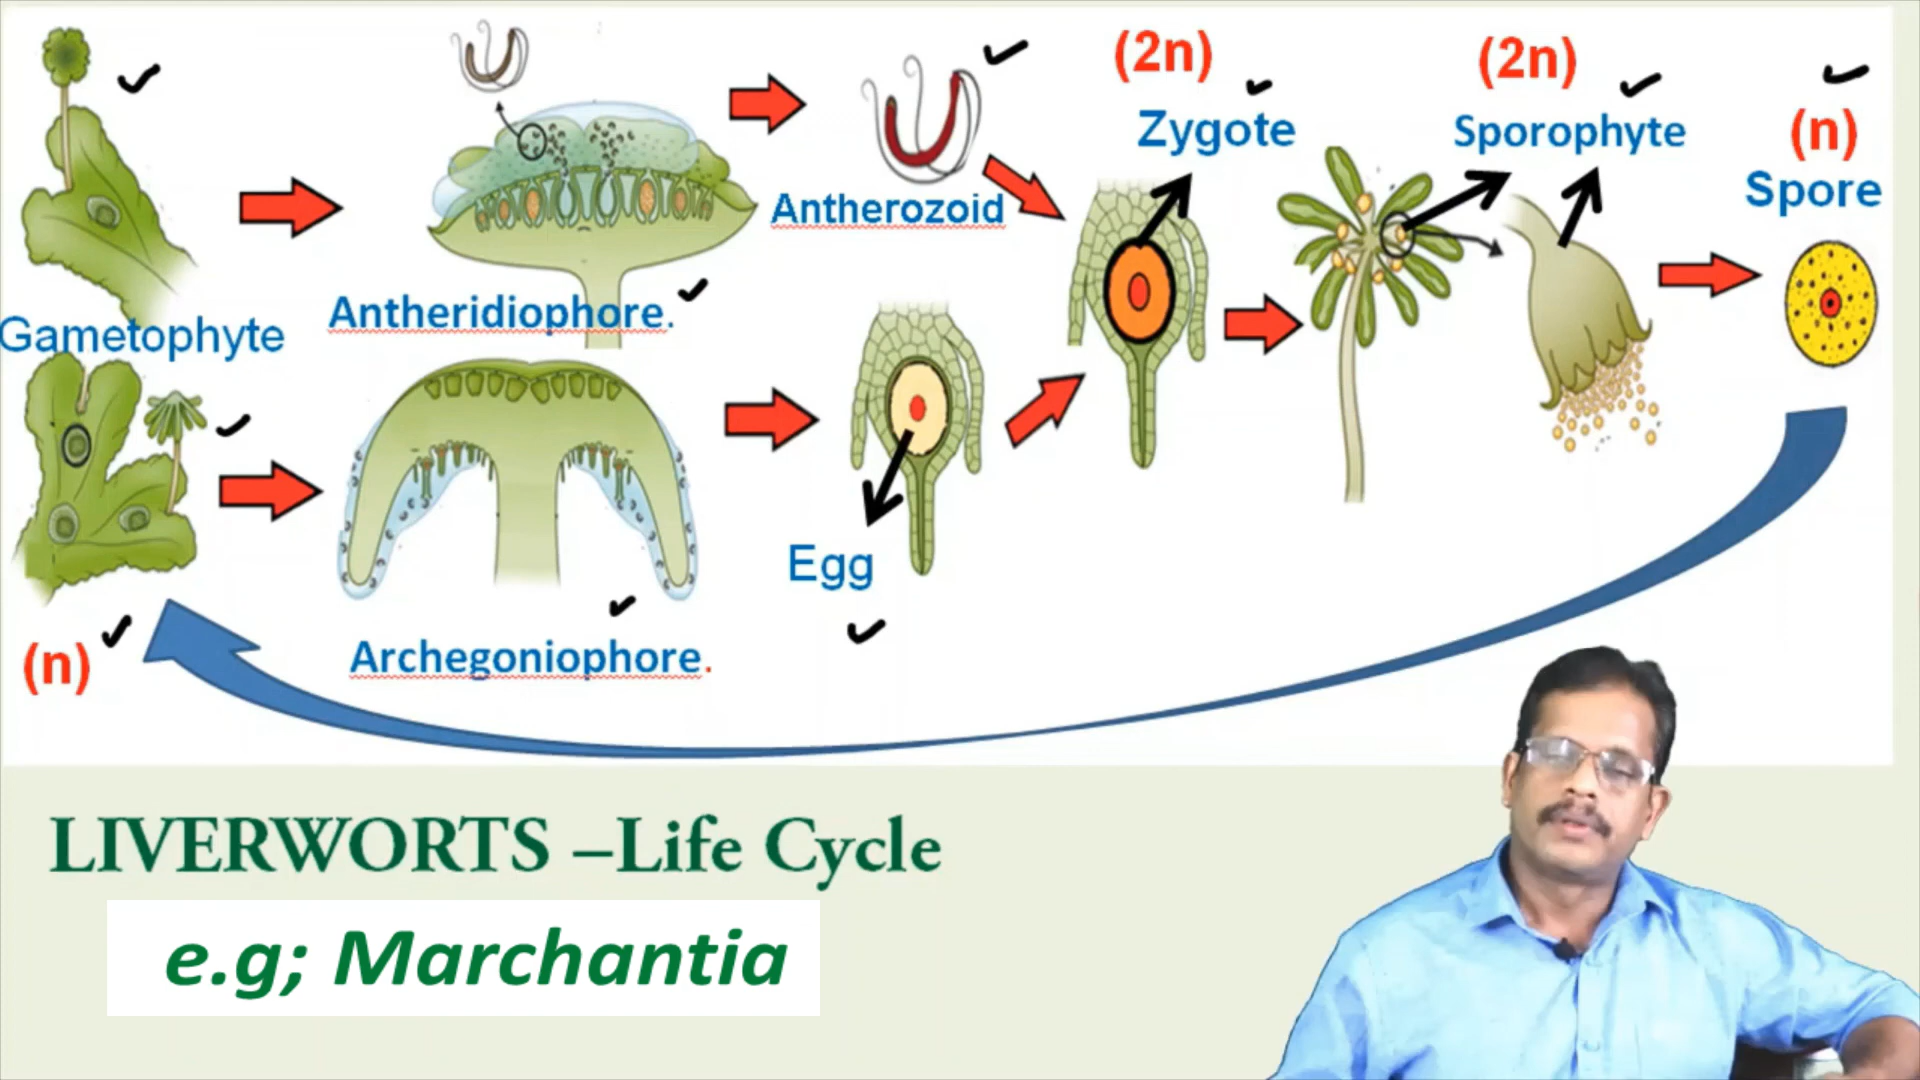 (2n)
(2n)
Zygote
Sporophyte
(n)
Spore
Antherozoid
Antheridiophore.
Gametophyte
Egg
(n)
Archegoniophore.
LIVERWORTS –Life Cycle
e.g; Marchantia